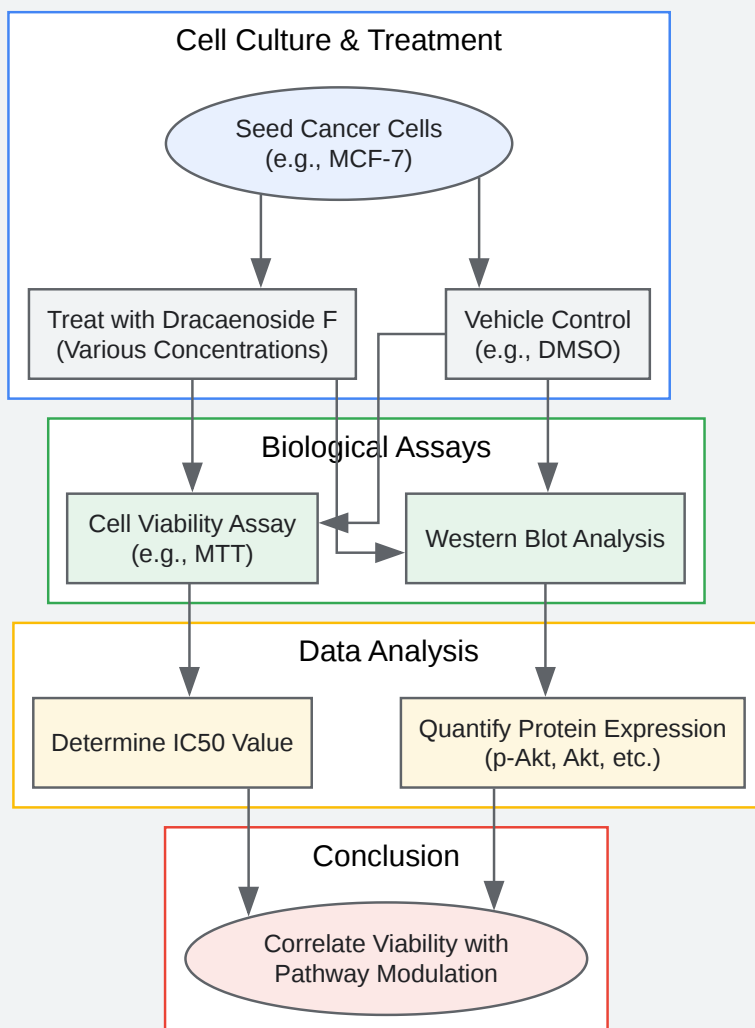 Cell Culture & Treatment
Seed Cancer Cells
(e.g., MCF-7)
Treat with Dracaenoside F
(Various Concentrations)
Vehicle Control
(e.g., DMSO)
Biological Assays
Cell Viability Assay
(e.g., MTT)
Western Blot Analysis
Data Analysis
Determine IC50 Value
Quantify Protein Expression
(p-Akt, Akt, etc.)
Conclusion
Correlate Viability with
Pathway Modulation